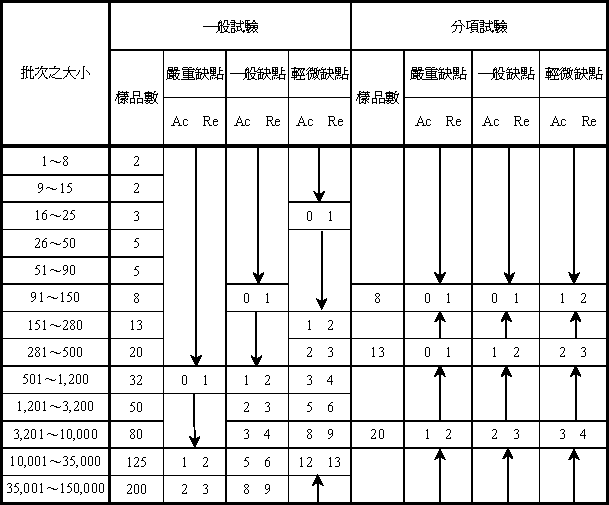 一般試驗 分項試驗
批次之大小 樣品數 嚴重缺點 一般缺點 輕微缺點 樣品數 嚴重缺點 一般缺點 輕微缺點
Ac Re Ac Re Ac Re Ac Re Ac Re Ac Re
1～8 2
9～15 2
16～25 3 0 1
26～50 5
51～90 5
91～150 8 0 1 8 0 1 0 1 1 2
151～280 13 1 2
281～500 20 2 3 13 0 1 1 2 2 3
501～1,200 32 0 1 1 2 3 4
1,201～3,200 50 2 3 5 6
3,201～10,000 80 3 4 8 9 20 1 2 2 3 3 4
10,001～35,000 125 1 2 5 6 12 13
35,001～150,000 200 2 3 8 9